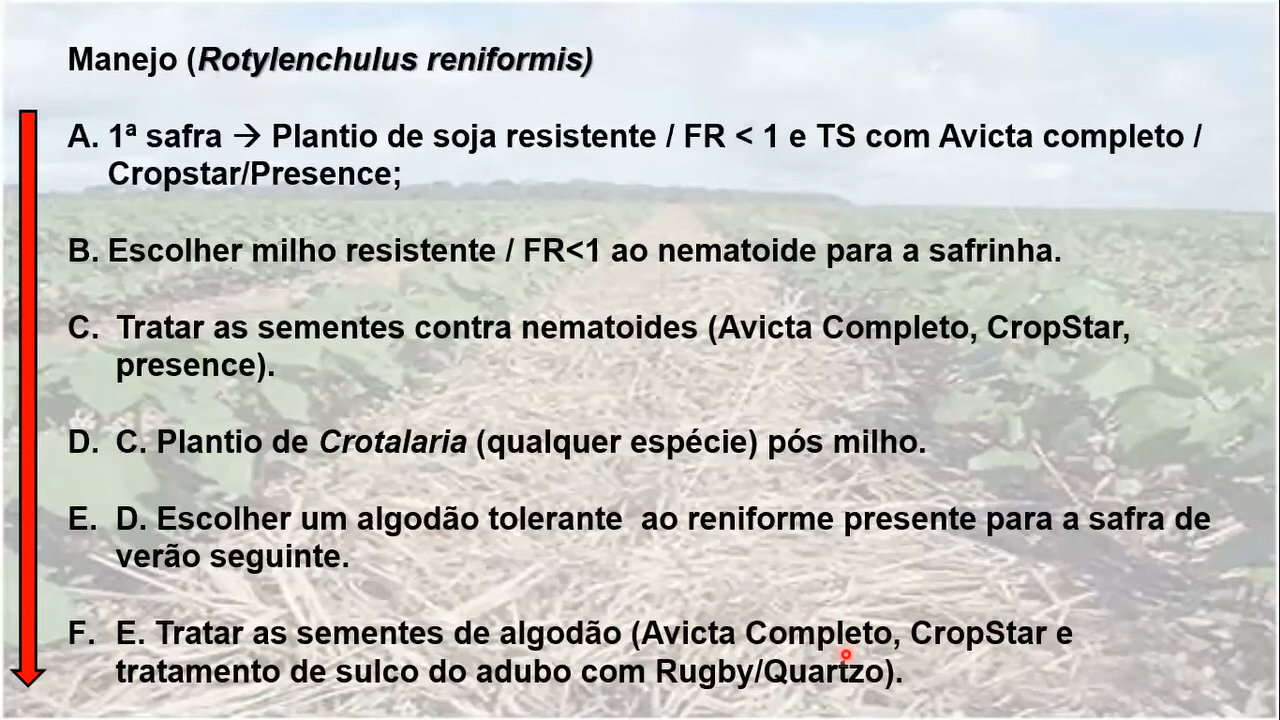 Manejo (Rotylenchulus reniformis)
A. 1ª safra → Plantio de soja resistente / FR < 1 e TS com Avicta completo /
Cropstar/Presence;
B. Escolher milho resistente / FR<1 ao nematoide para a safrinha.
C. Tratar as sementes contra nematoides (Avicta Completo, CropStar,
presence).
D. C. Plantio de Crotalaria (qualquer espécie) pós milho.
E. D. Escolher um algodão tolerante ao reniforme presente para a safra de
verão seguinte.
F. E. Tratar as sementes de algodão (Avicta Completo, CropStar e
tratamento de sulco do adubo com Rugby/Quartzo).